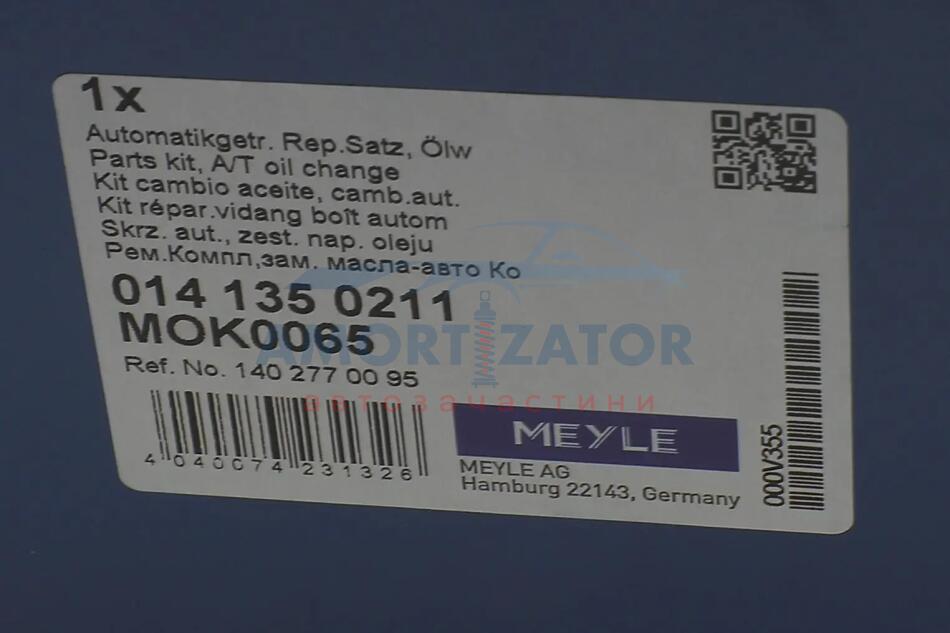 1x
Automatikgetr. Rep.Satz, Ölw
Parts kit, A/T oil change
Kit cambio aceite, camb.aut.
Kit répar.vidang boît autom
Skrz. aut., zest. nap. oleju
Рем.Компл,зам. масла-авто Ко
014 135 0211
MOK0065
Ref. No. 140 277 00 95
4 040074 231326
MEYLE
MEYLE AG
Hamburg 22143, Germany
000V355
AMORTIZATOR
автозапчастини